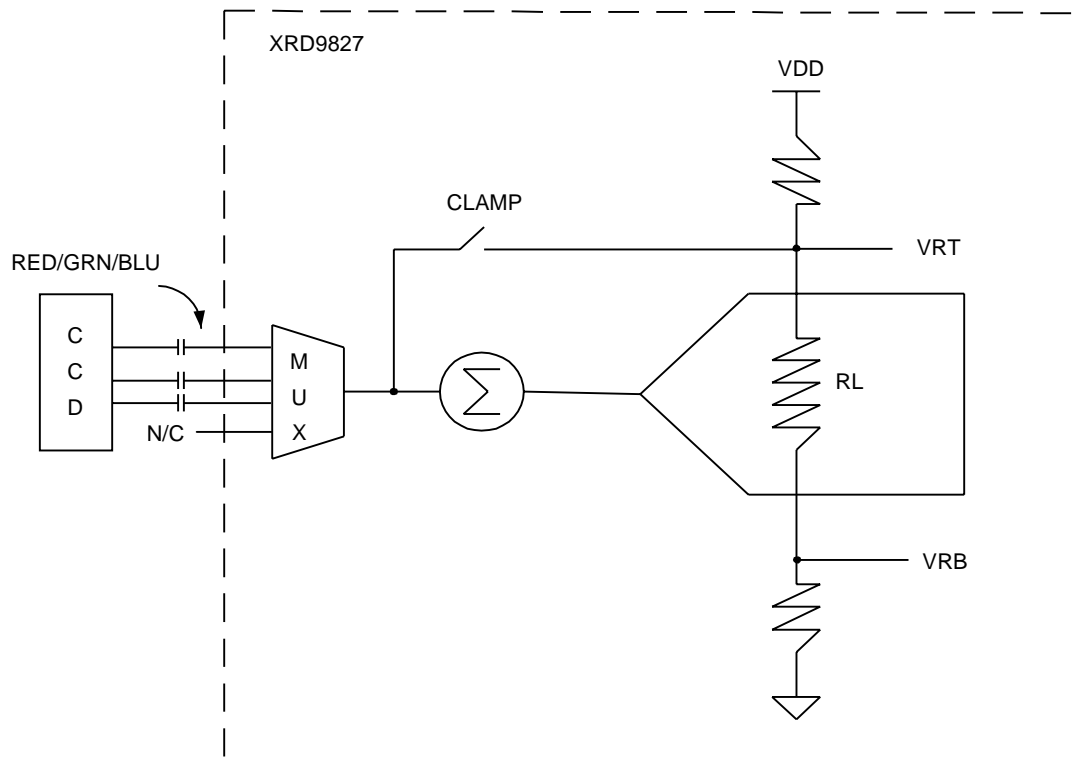 XRD9827
VDD
CLAMP
VRT
RED/GRN/BLU
C
C
D
M
U
X
N/C
Σ
RL
VRB